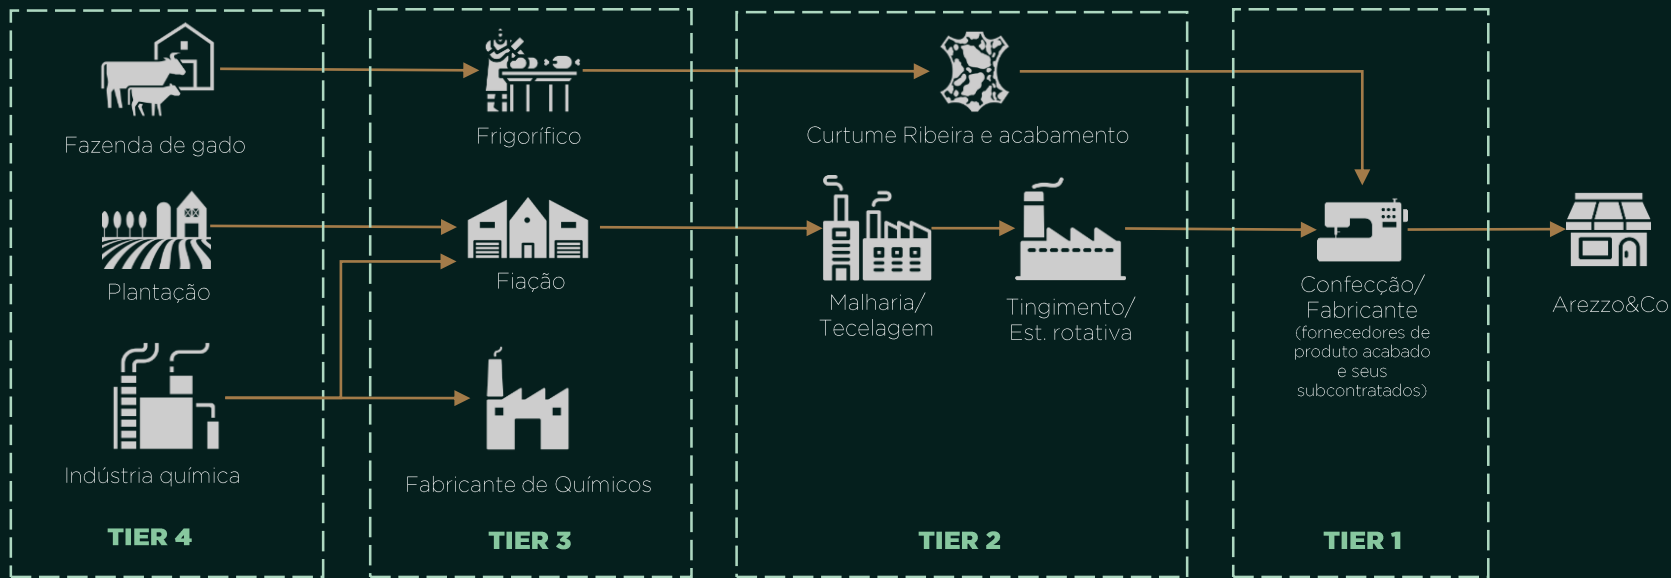 Fazenda de gado
Plantação
Indústria química
TIER 4
Frigorífico
Fiação
Fabricante de Químicos
TIER 3
Curtume Ribeira e acabamento
Malharia/
Tecelagem
Tingimento/
Est. rotativa
TIER 2
Confecção/
Fabricante
(fornecedores de
produto acabado
e seus
subcontratados)
TIER 1
Arezzo&Co